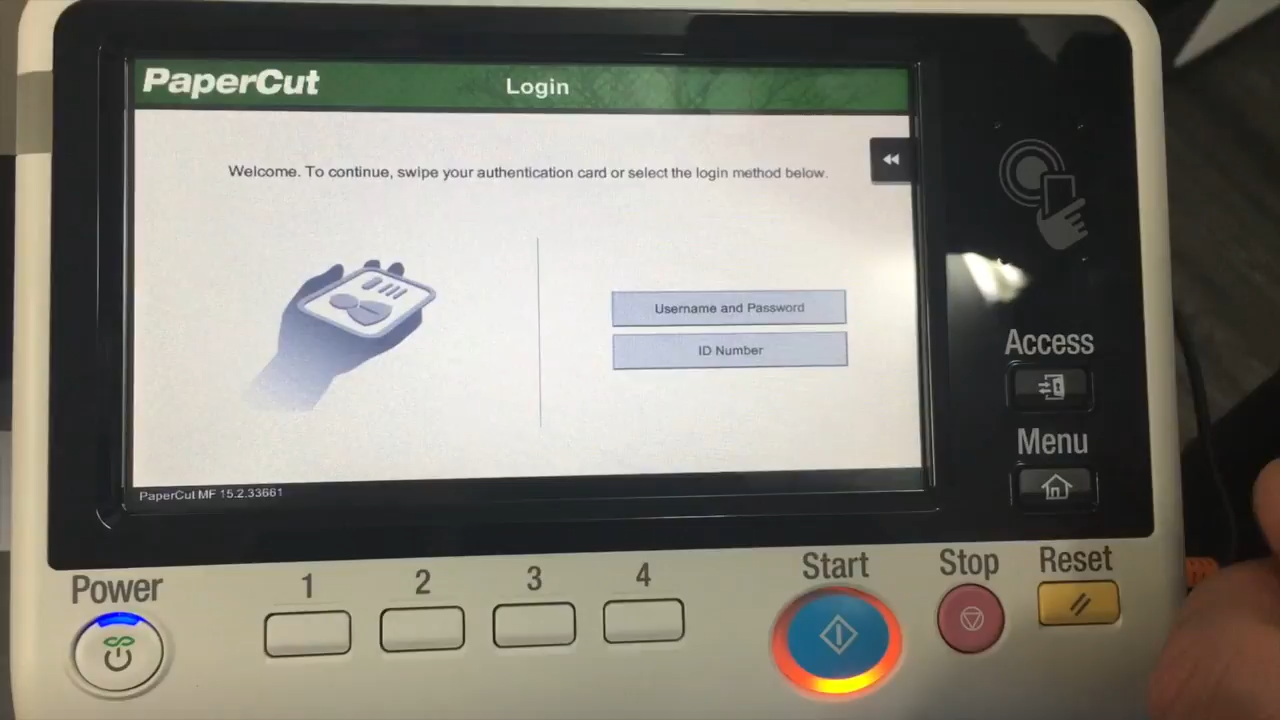 PaperCut
Login
Welcome. To continue, swipe your authentication card or select the login method below.
Username and Password
ID Number
PaperCut MF 15.2.33661
Access
Menu
Power
1
2
3
4
Start
Stop
Reset